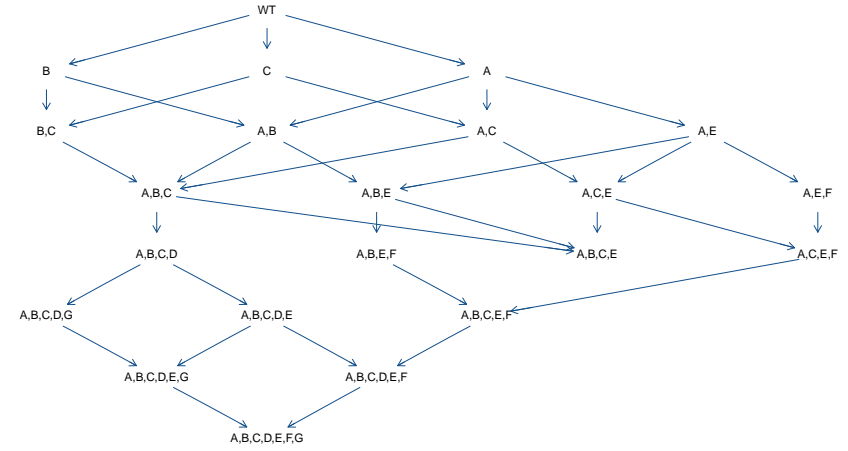 WT
B
C
A
B,C
A,B
A,C
A,E
A,B,C
A,B,E
A,C,E
A,E,F
A,B,C,D
A,B,E,F
A,B,C,E
A,C,E,F
A,B,C,D,G
A,B,C,D,E
A,B,C,E,F
A,B,C,D,E,G
A,B,C,D,E,F
A,B,C,D,E,F,G